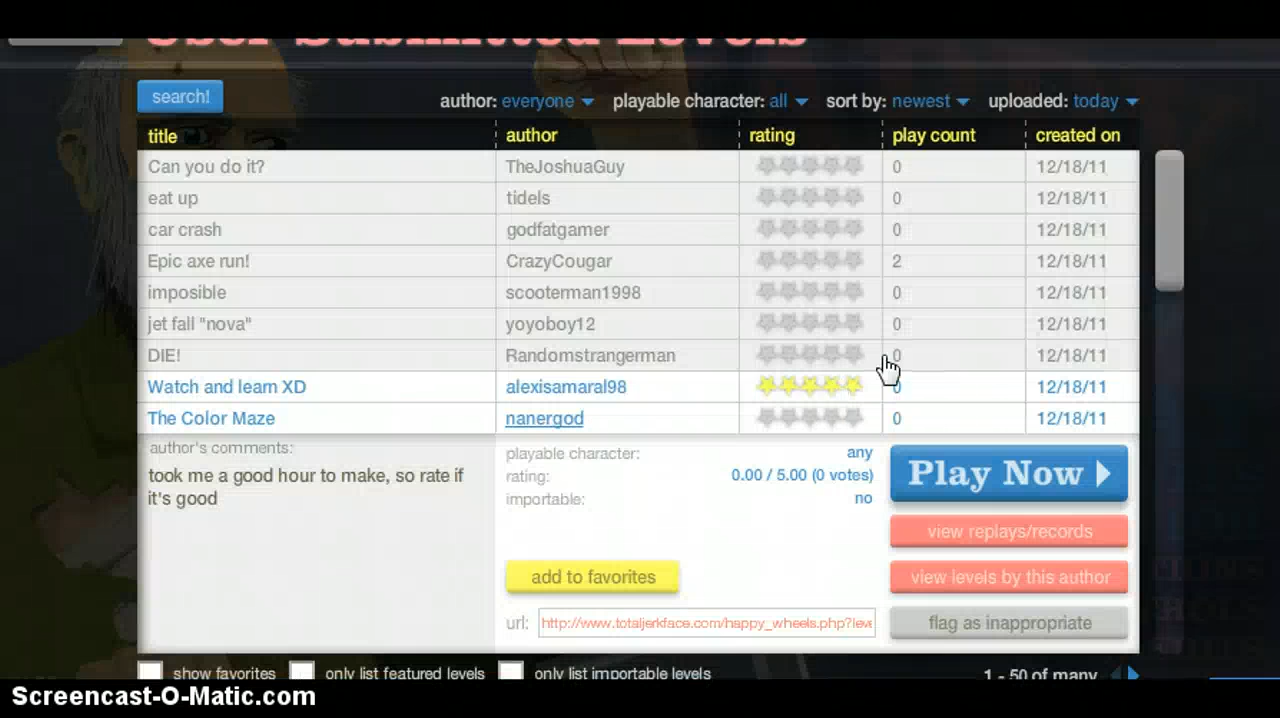 User Submitted Levels
search!
author: everyone playable character: all sort by: newest uploaded: today
title author rating play count created on
Can you do it? TheJoshuaGuy 0 12/18/11
eat up tidels 0 12/18/11
car crash godfatgamer 0 12/18/11
Epic axe run! CrazyCougar 2 12/18/11
imposible scooterman1998 0 12/18/11
jet fall "nova" yoyoboy12 0 12/18/11
DIE! Randomstrangerman 0 12/18/11
Watch and learn XD alexisamaral98 0 12/18/11
The Color Maze nanergod 0 12/18/11
author's comments:
took me a good hour to make, so rate if
it's good
playable character: any
rating: 0.00 / 5.00 (0 votes)
importable: no
add to favorites
url: http://www.totaljerkface.com/happy_wheels.php?leve
Play Now
view replays/records
view levels by this author
flag as inappropriate
show favorites only list featured levels only list importable levels 1 - 50 of many
Screencast-O-Matic.com